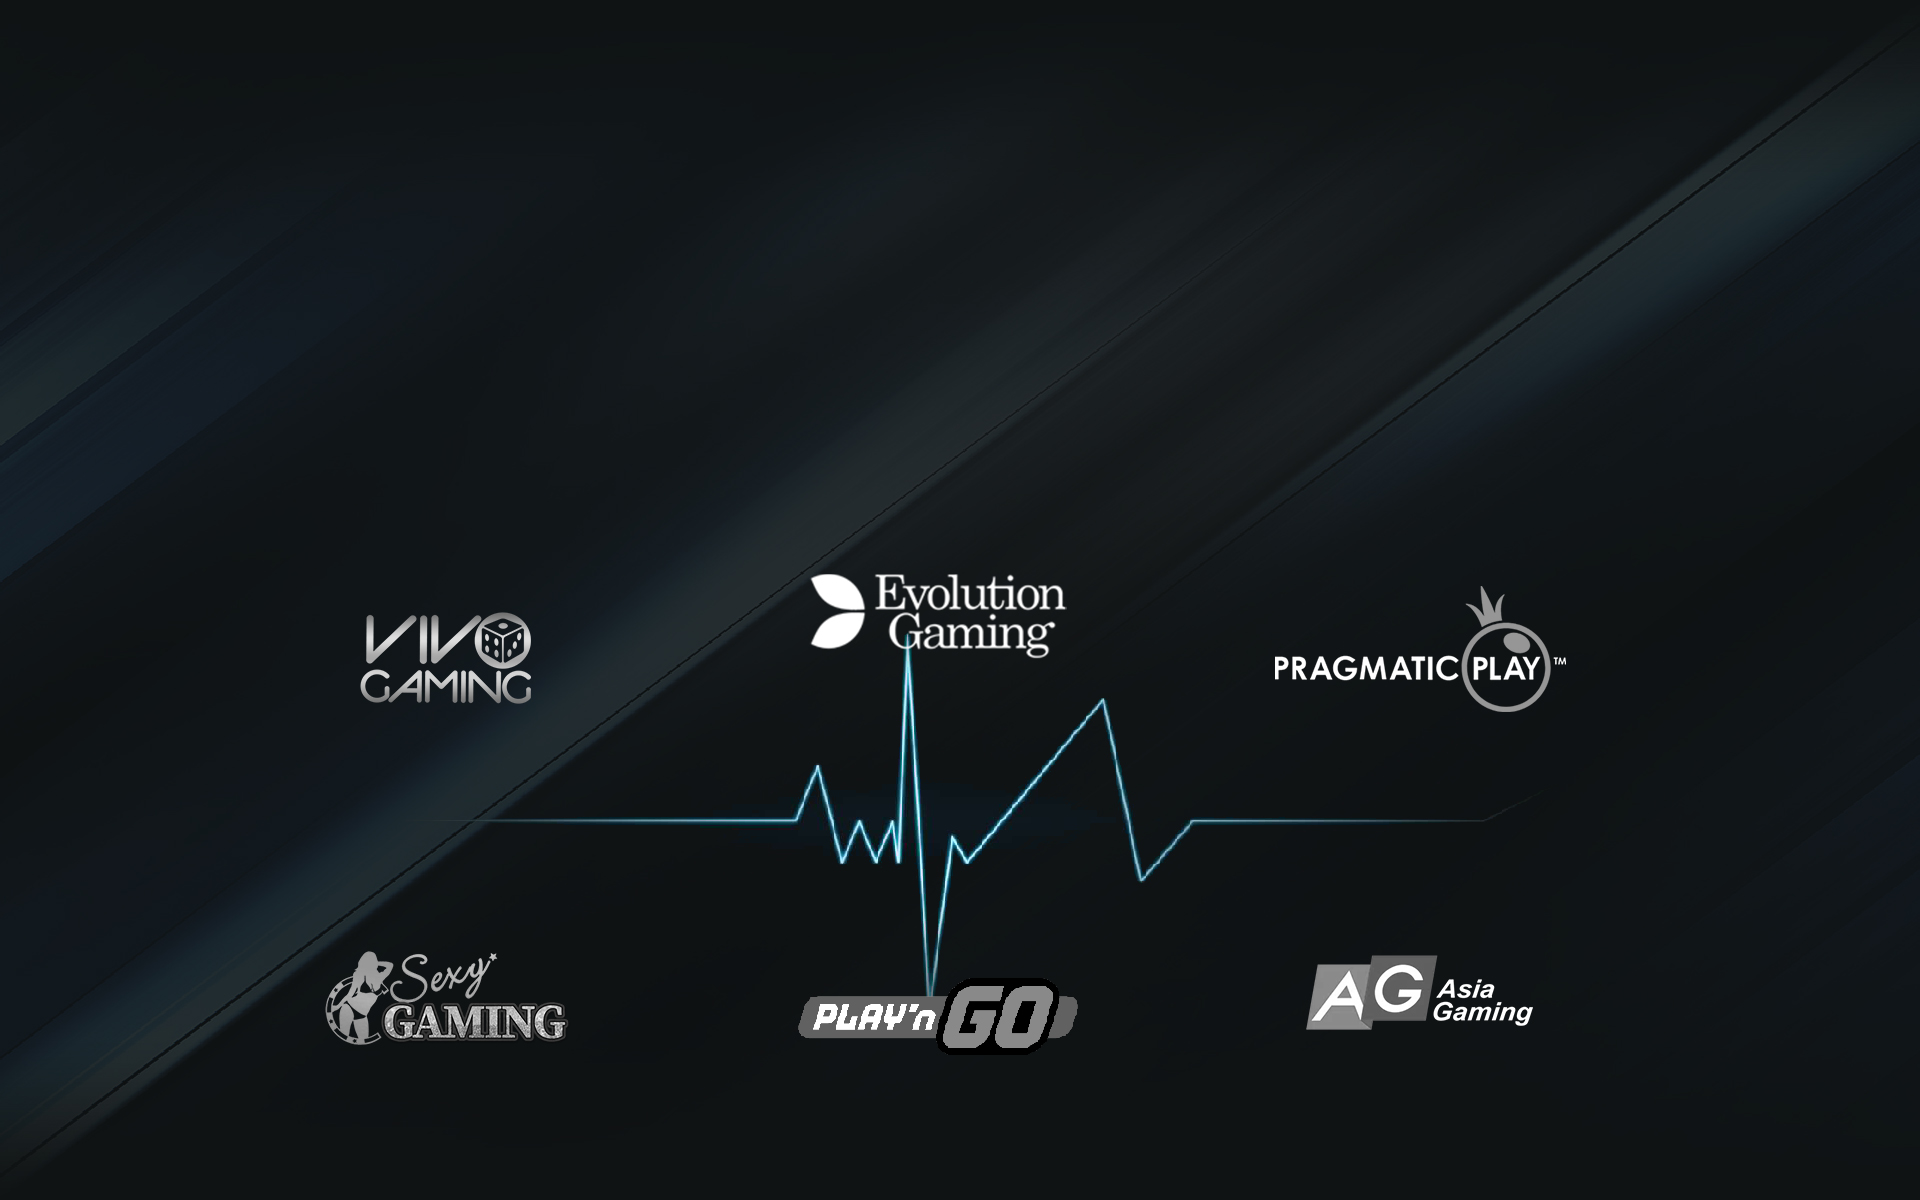 VIVO
GAMING
Evolution
Gaming
PRAGMATIC PLAY™
Sexy
GAMING
PLAY'n GO
AG
Asia
Gaming